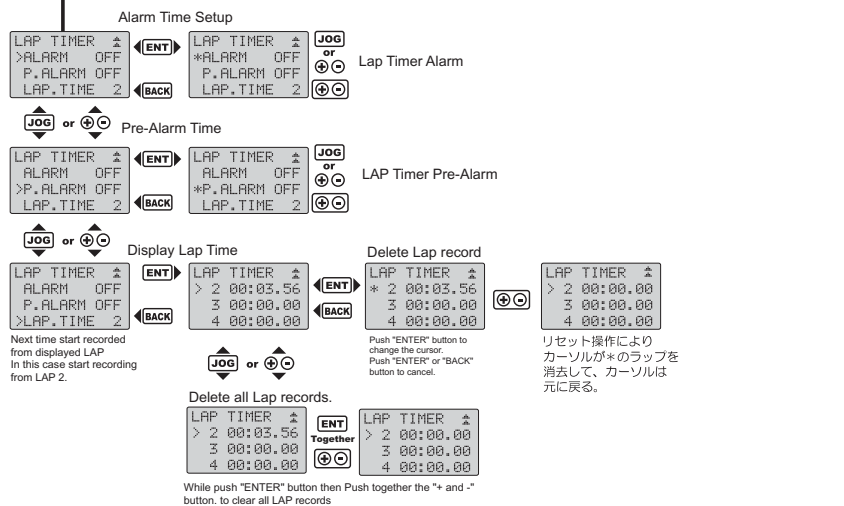 Alarm Time Setup
LAP TIMER
>ALARM OFF
P.ALARM OFF
LAP.TIME 2
ENT
BACK
LAP TIMER
*ALARM OFF
P.ALARM OFF
LAP.TIME 2
JOG
or
Lap Timer Alarm
JOG or
Pre-Alarm Time
LAP TIMER
ALARM OFF
>P.ALARM OFF
LAP.TIME 2
ENT
BACK
LAP TIMER
ALARM OFF
*P.ALARM OFF
LAP.TIME 2
JOG
or
LAP Timer Pre-Alarm
JOG or
Display Lap Time
LAP TIMER
ALARM OFF
P.ALARM OFF
>LAP.TIME 2
ENT
BACK
LAP TIMER
> 2 00:03.56
3 00:00.00
4 00:00.00
ENT
BACK
Delete Lap record
LAP TIMER
* 2 00:03.56
3 00:00.00
4 00:00.00
LAP TIMER
> 2 00:00.00
3 00:00.00
4 00:00.00
Next time start recorded
from displayed LAP
In this case start recording
from LAP 2.
Push "ENTER" button to
change the cursor.
Push "ENTER" or "BACK"
button to cancel.
リセット操作により
カーソルが＊のラップを
消去して、カーソルは
元に戻る。
JOG or
Delete all Lap records.
LAP TIMER
> 2 00:03.56
3 00:00.00
4 00:00.00
ENT
Together
LAP TIMER
> 2 00:00.00
3 00:00.00
4 00:00.00
While push "ENTER" button then Push together the "+ and -"
button. to clear all LAP records